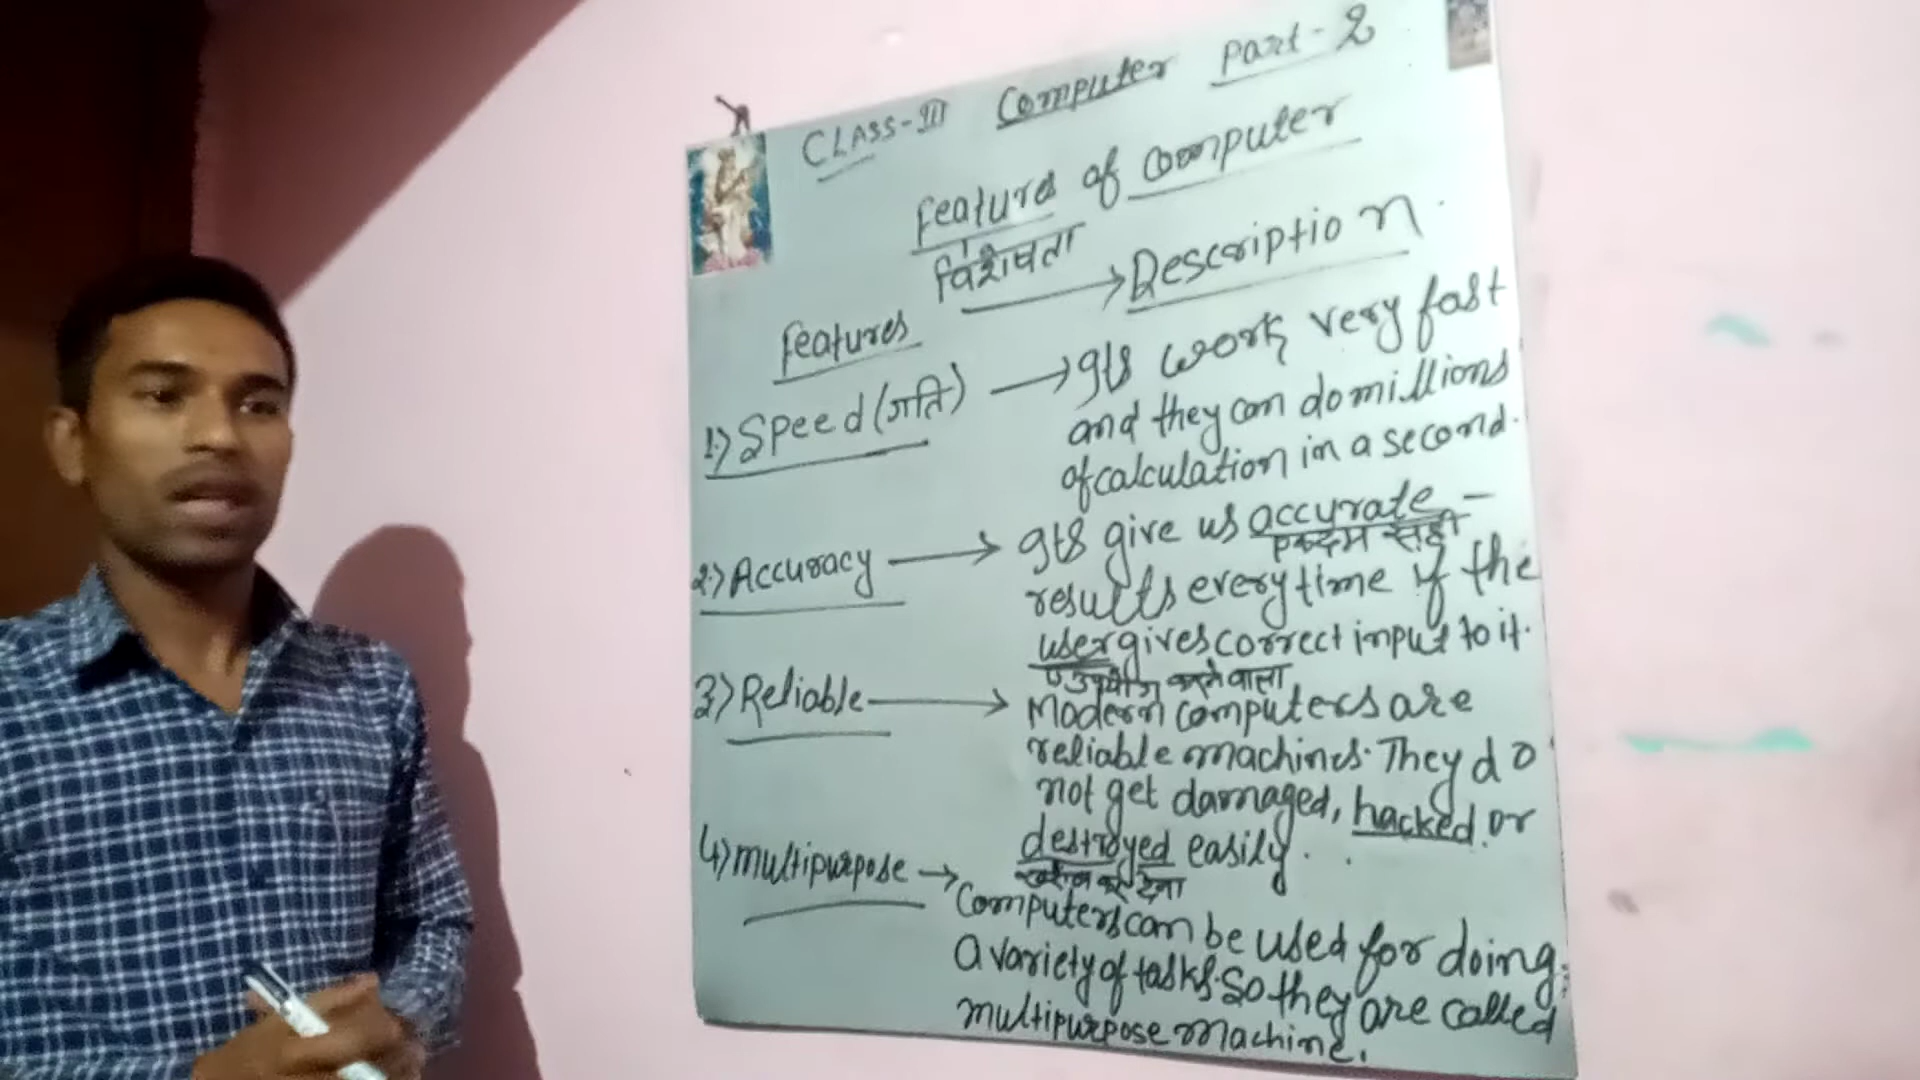 CLASS-III Computer Part-2
Features of Computer
विशेषता
Features → Description
1.) Speed (गति) → Its work very fast
and they can do millions
of calculation in a second.
2.) Accuracy → Its give us accurate -
एकदम सही
results every time if the
user gives correct input to it.
उपयोग करने वाला
3.) Reliable → Modern computers are
reliable machines. They do
not get damaged, hacked or
destroyed easily.
कर देना
4.) multipurpose → Computers can be used for doing
a variety of tasks. So they are called
multipurpose machine.